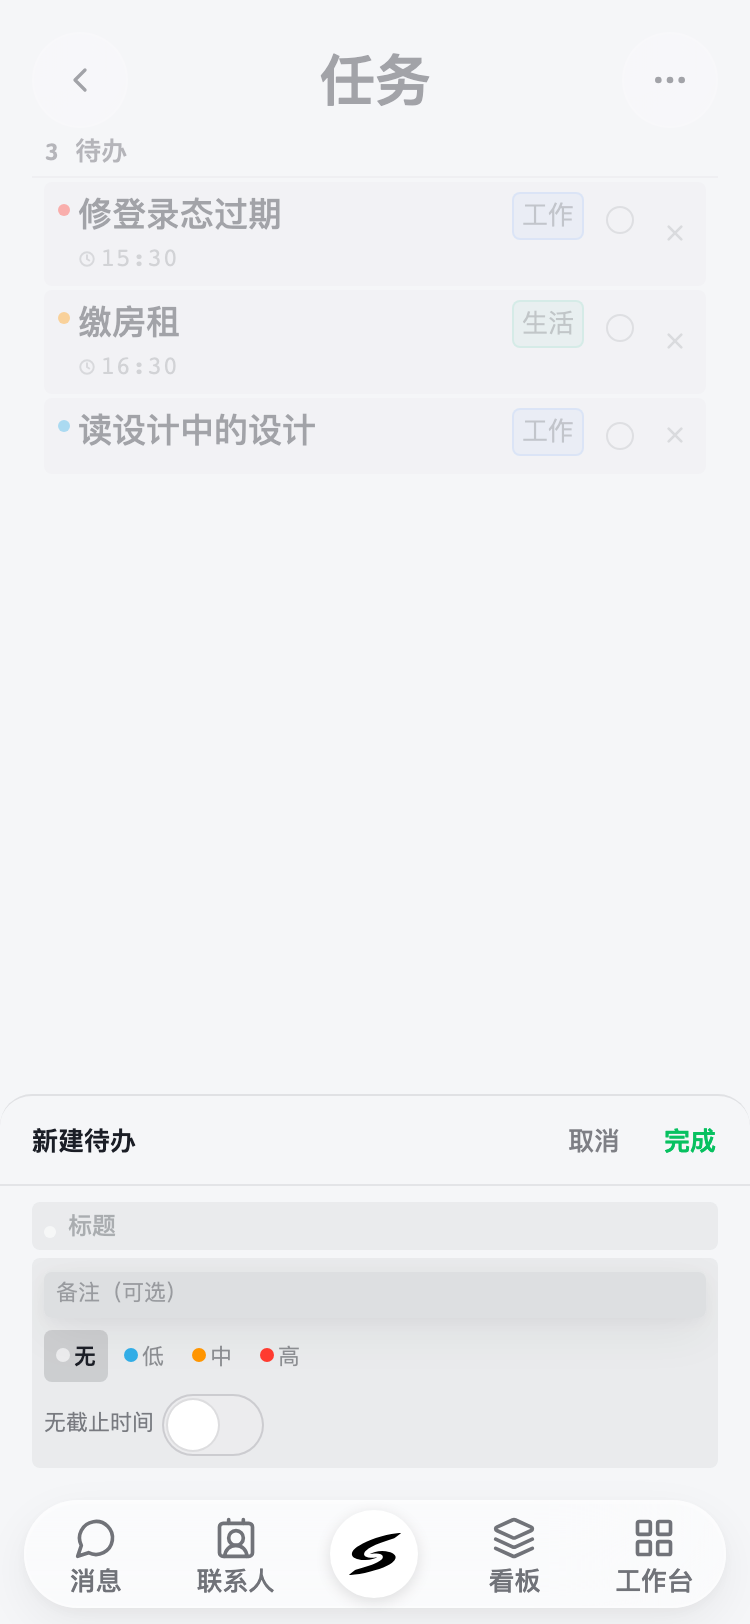 任务
3 待办
修登录态过期 工作
15:30
缴房租 生活
16:30
读设计中的设计 工作
新建待办 取消 完成
标题
备注（可选）
无 低 中 高
无截止时间
消息 联系人 看板 工作台